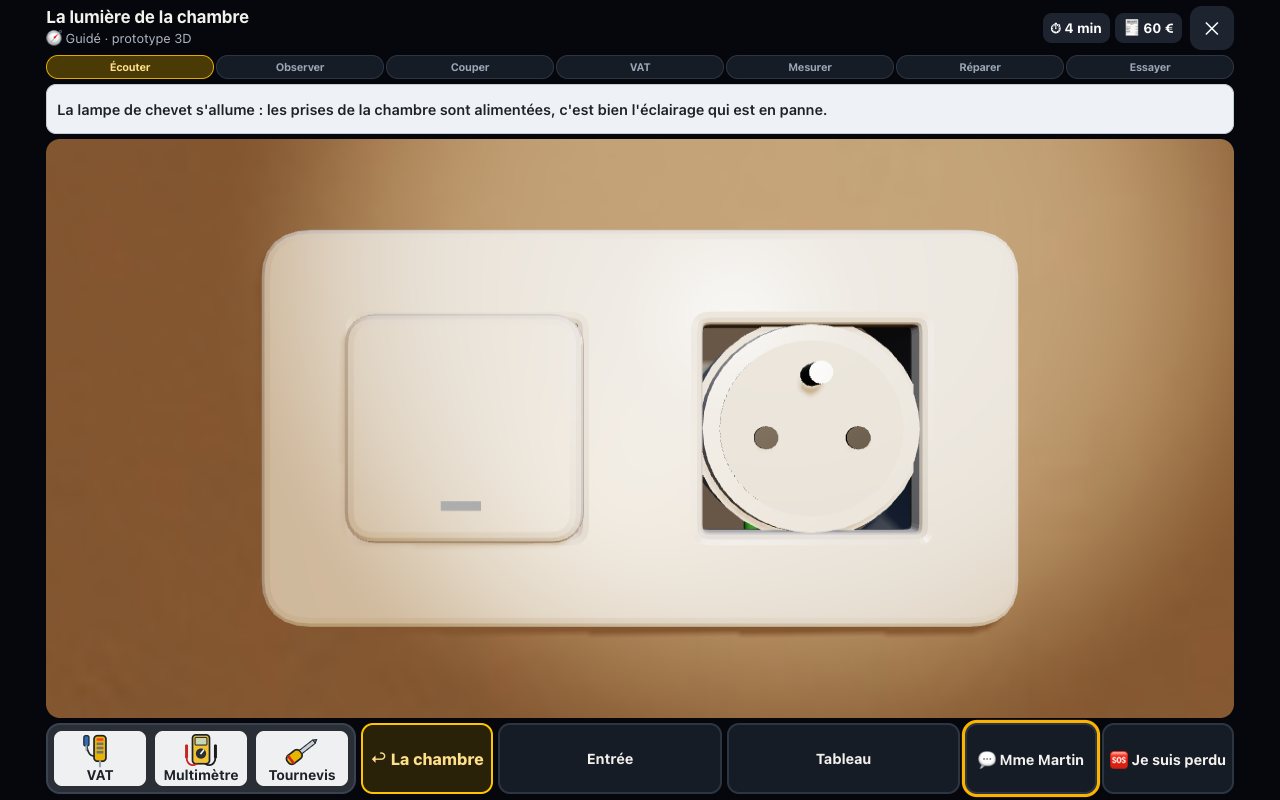 La lumière de la chambre
Guidé · prototype 3D
4 min
60 €
Écouter
Observer
Couper
VAT
Mesurer
Réparer
Essayer
La lampe de chevet s'allume : les prises de la chambre sont alimentées, c'est bien l'éclairage qui est en panne.
VAT
Multimètre
Tournevis
La chambre
Entrée
Tableau
Mme Martin
SOS Je suis perdu